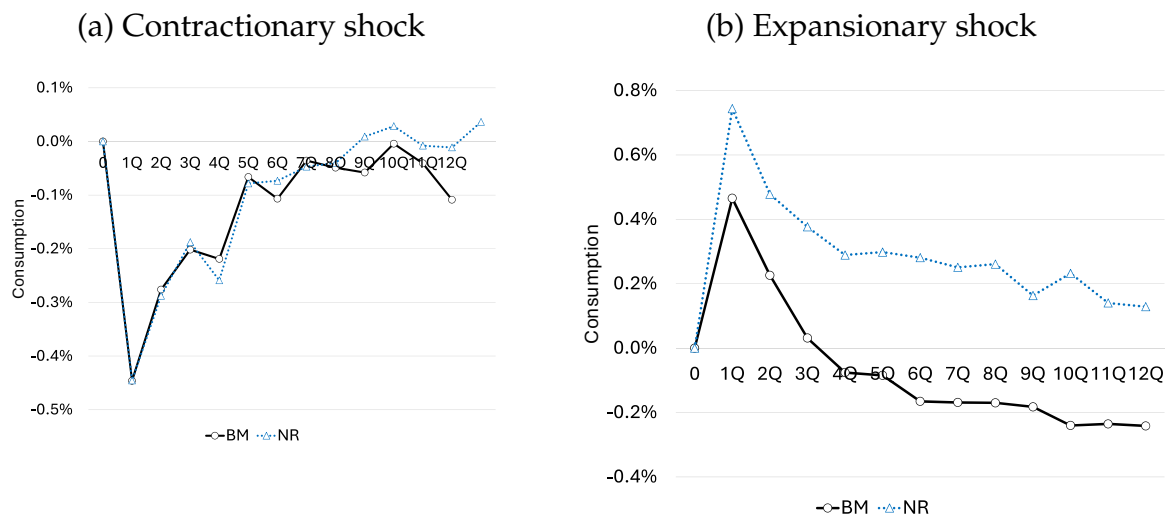 (a) Contractionary shock
0.1%
0.0%
-0.1%
-0.2%
-0.3%
-0.4%
-0.5%
Consumption
0 1Q 2Q 3Q 4Q 5Q 6Q 7Q 8Q 9Q 10Q 11Q 12Q
BM NR
(b) Expansionary shock
0.8%
0.6%
0.4%
0.2%
0.0%
-0.2%
-0.4%
Consumption
0 1Q 2Q 3Q 4Q 5Q 6Q 7Q 8Q 9Q 10Q 11Q 12Q
BM NR